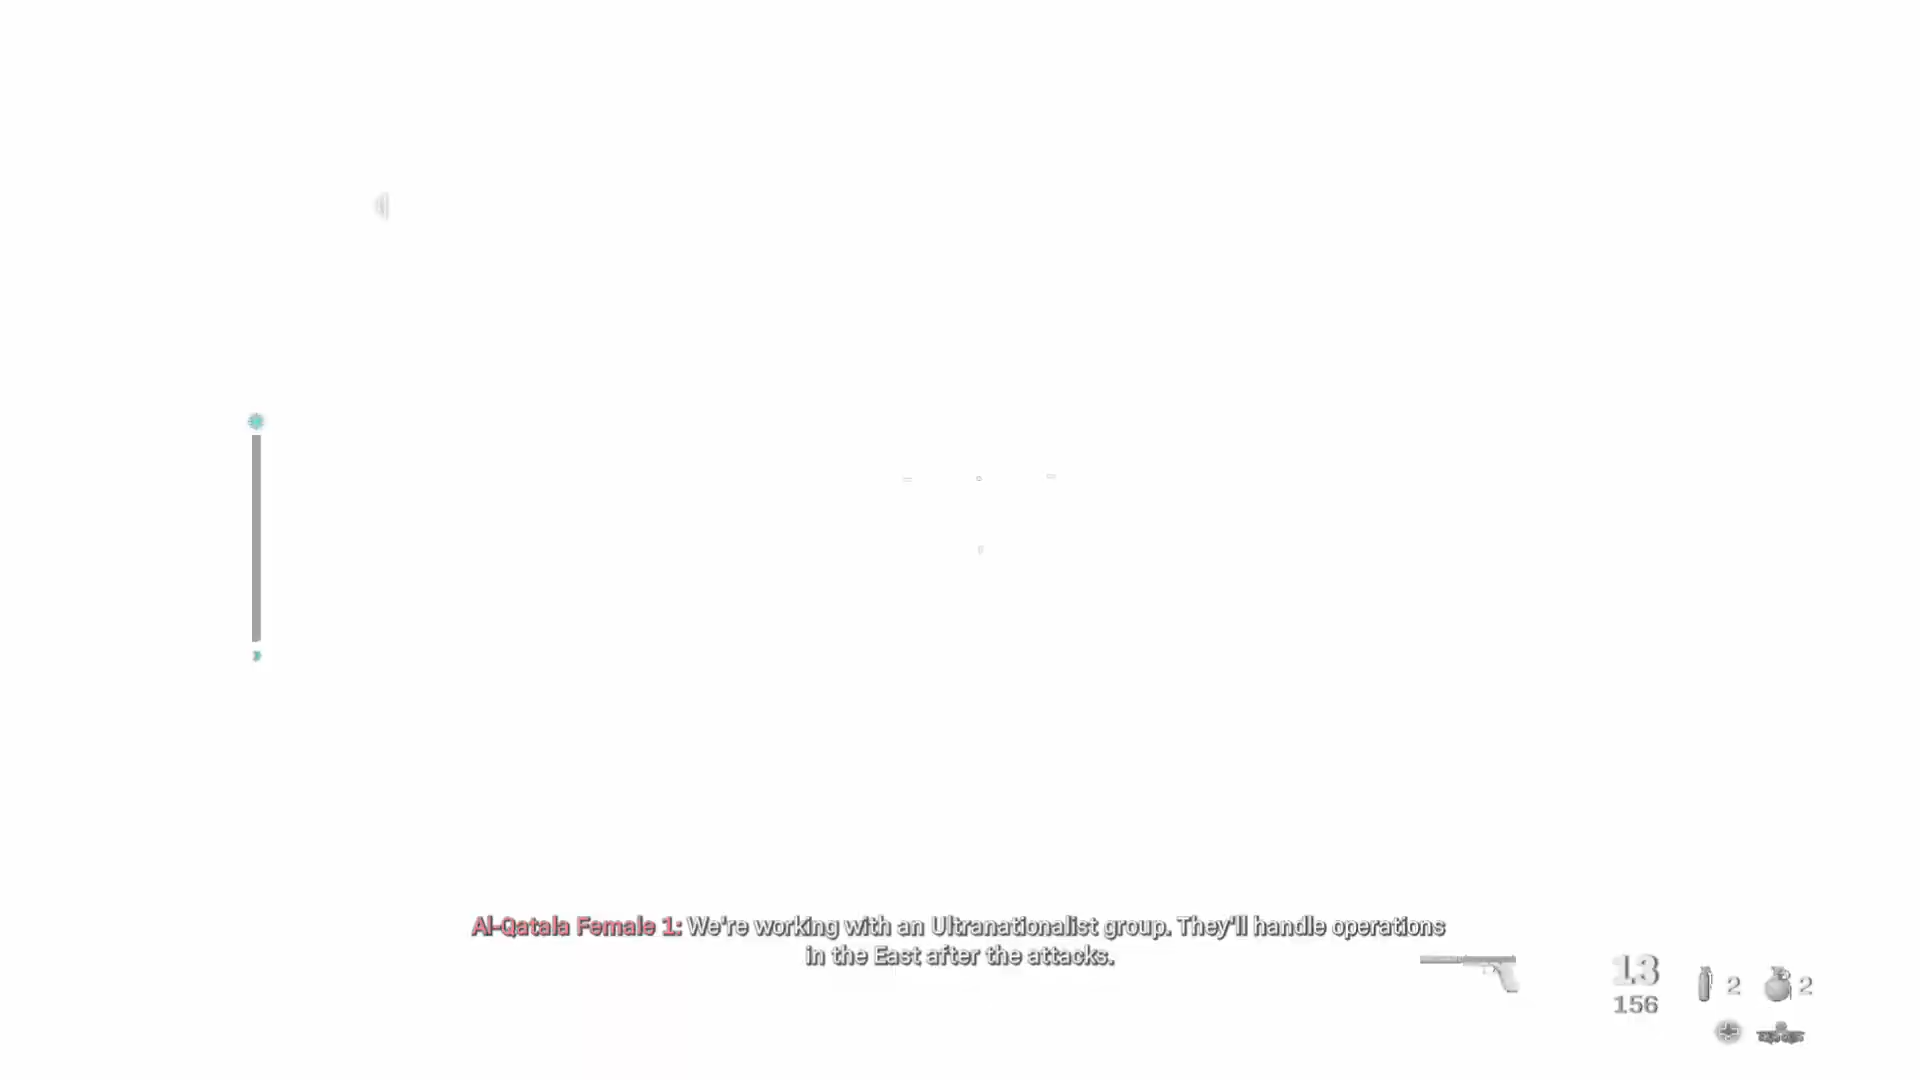 Al-Qatala Female 1: We're working with an Ultranationalist group. They'll handle operations
in the East after the attacks.
13
156
2
2